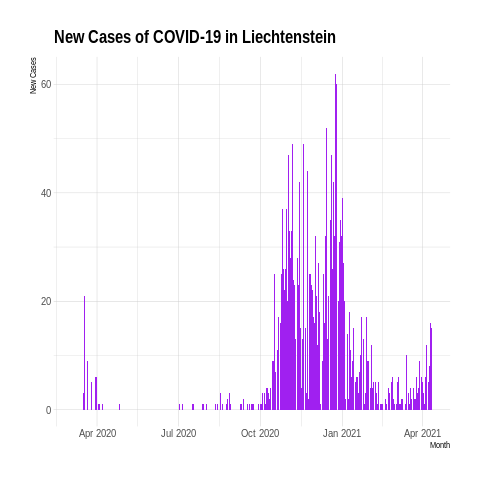 New Cases of COVID-19 in Liechtenstein
New Cases
60
40
20
0
Apr 2020 Jul 2020 Oct 2020 Jan 2021 Apr 2021
Month